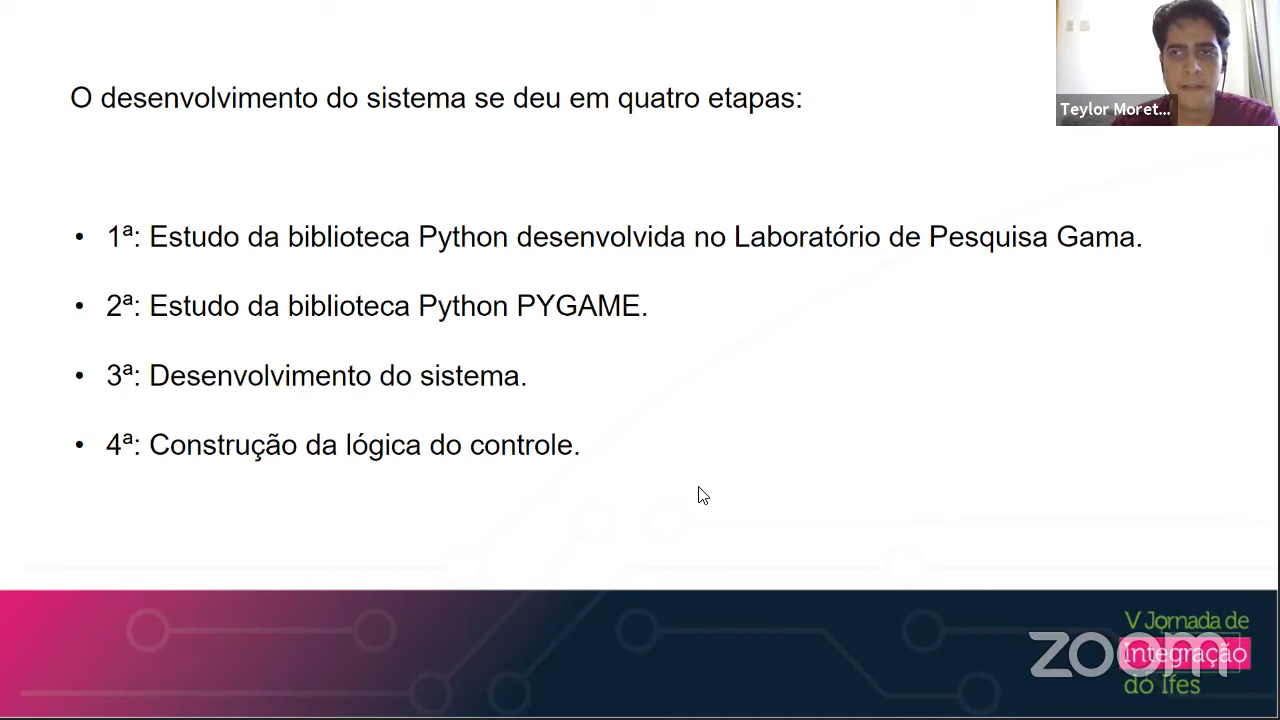 O desenvolvimento do sistema se deu em quatro etapas:
Teylor Moret...
• 1ª: Estudo da biblioteca Python desenvolvida no Laboratório de Pesquisa Gama.
• 2ª: Estudo da biblioteca Python PYGAME.
• 3ª: Desenvolvimento do sistema.
• 4ª: Construção da lógica do controle.
V Jornada de
Integração
do Ifes
zoom